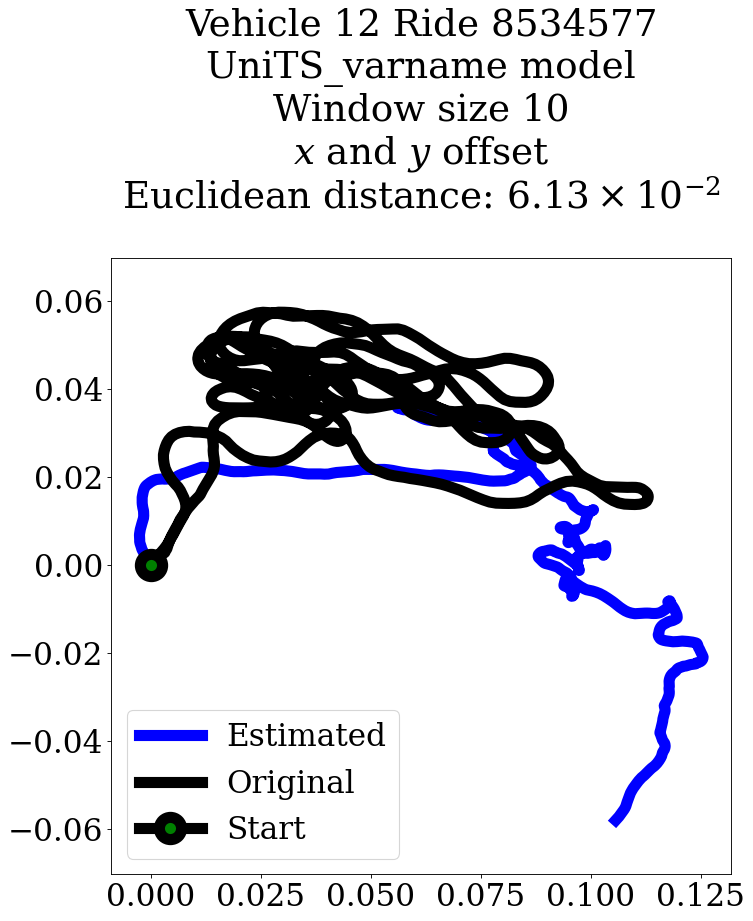 Vehicle 12 Ride 8534577
UniTS_varname model
Window size 10
x and y offset
Euclidean distance: 6.13 × 10⁻²
0.06
0.04
0.02
0.00
−0.02
−0.04
−0.06
Estimated
Original
Start
0.000 0.025 0.050 0.075 0.100 0.125